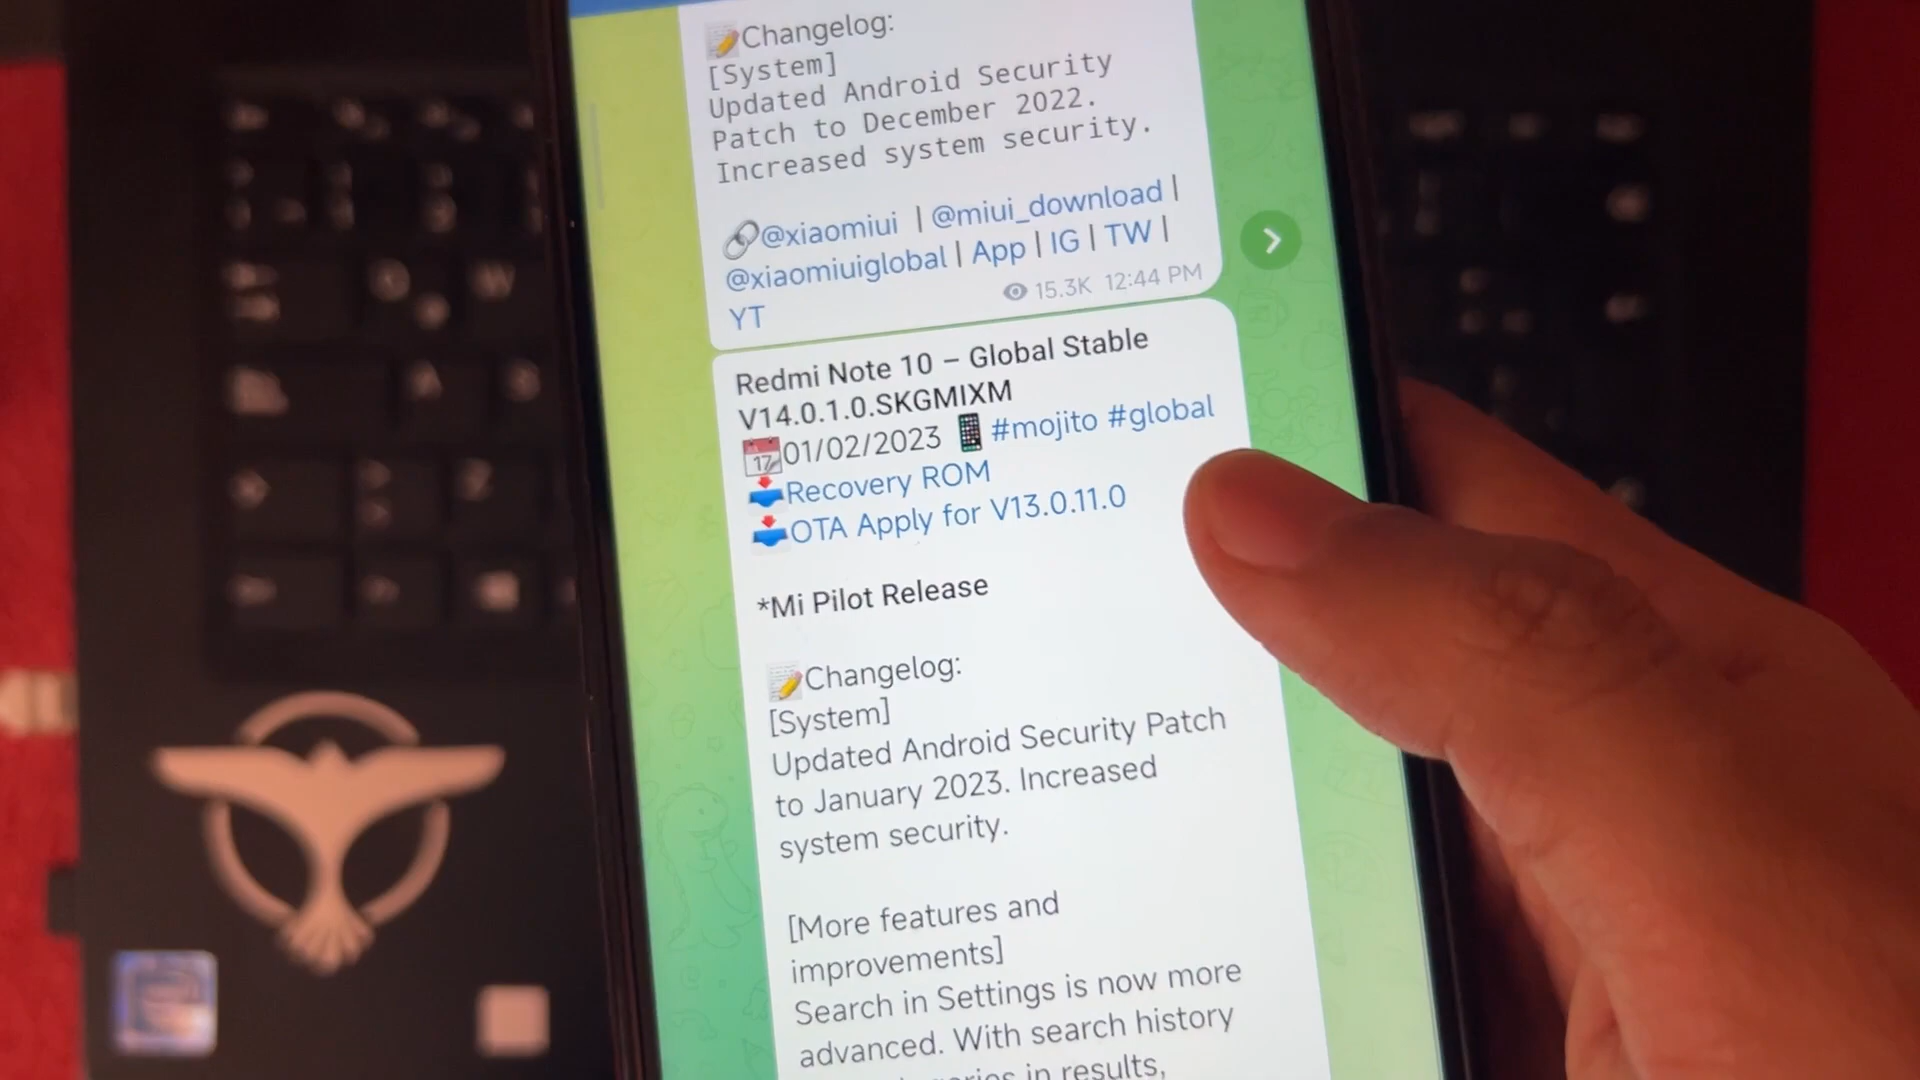 📝Changelog:
[System]
Updated Android Security
Patch to December 2022.
Increased system security.
🔗@xiaomiui | @miui_download |
@xiaomiuiglobal | App | IG | TW |
YT
15.3K 12:44 PM
Redmi Note 10 – Global Stable
V14.0.1.0.SKGMIXM
📅01/02/2023 📱#mojito #global
📥Recovery ROM
📥OTA Apply for V13.0.11.0
*Mi Pilot Release
📝Changelog:
[System]
Updated Android Security Patch
to January 2023. Increased
system security.
[More features and
improvements]
Search in Settings is now more
advanced. With search history
in results,